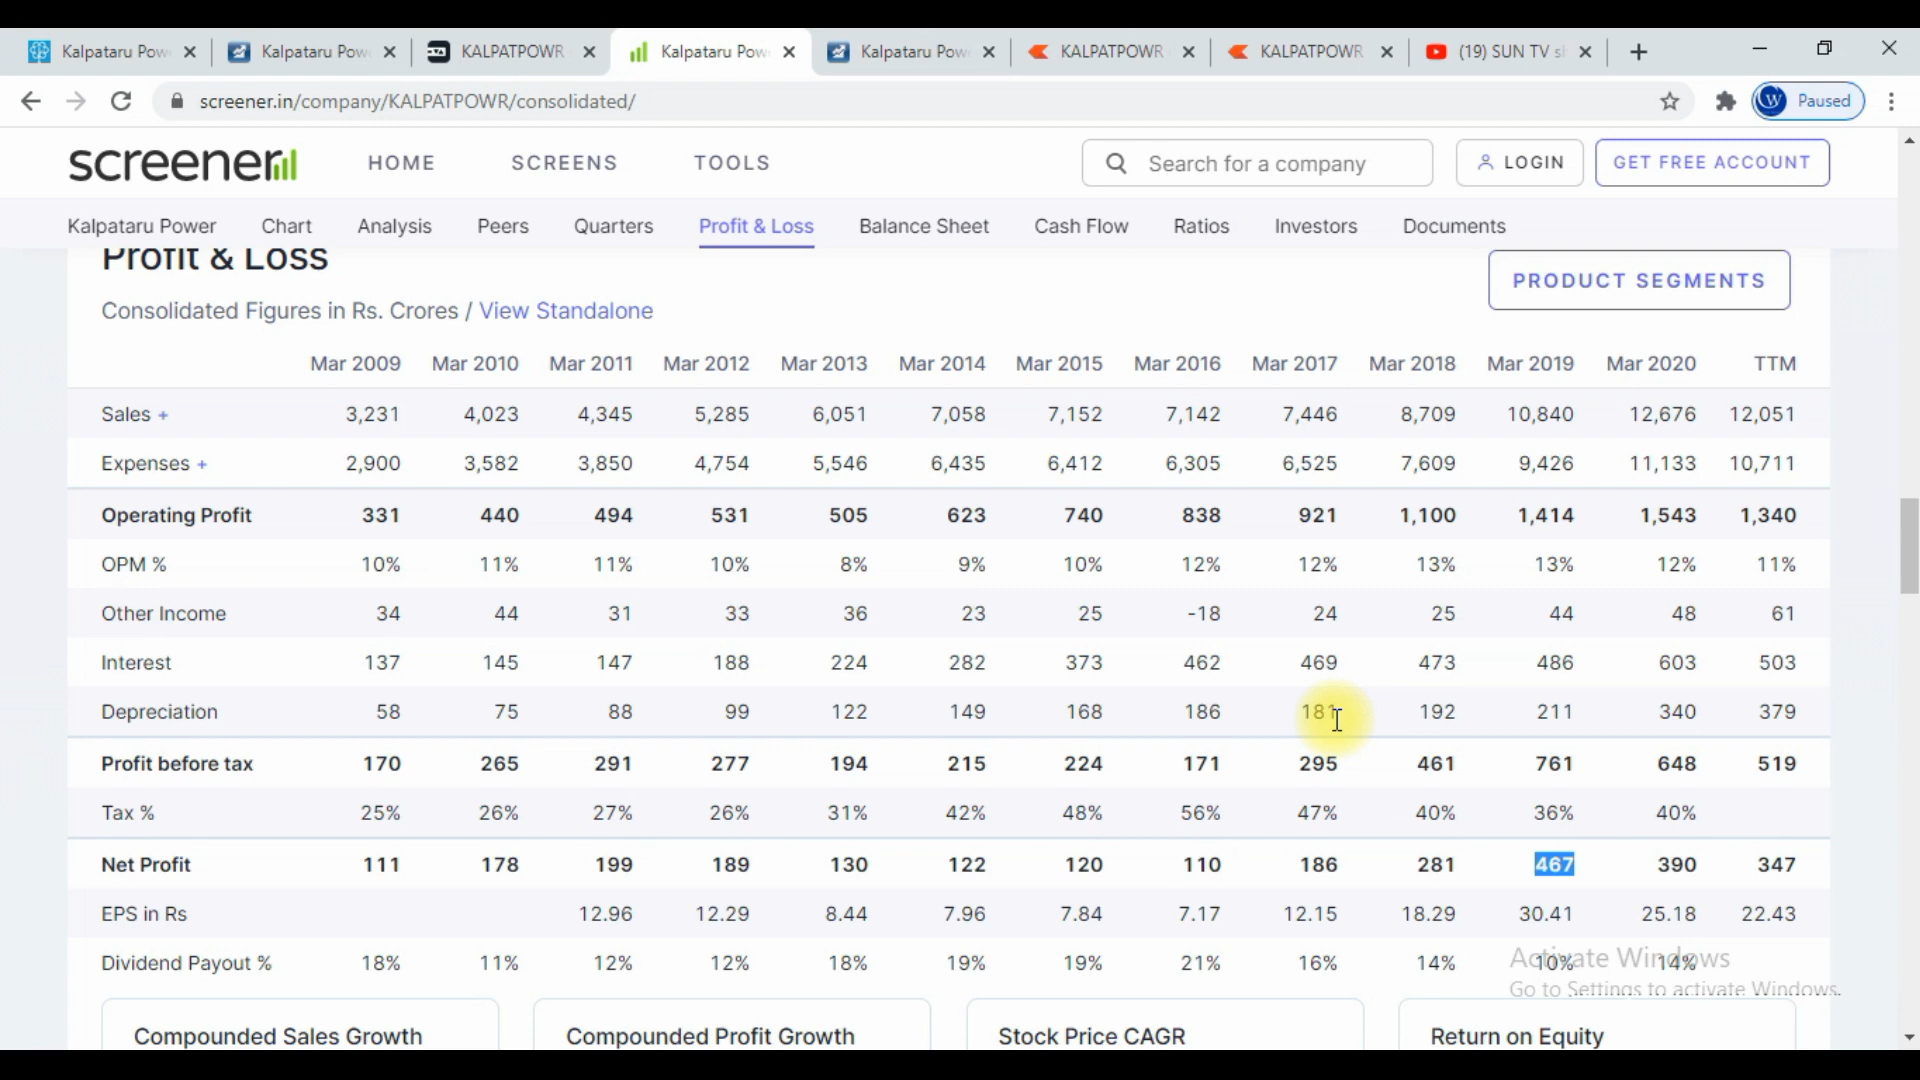 Kalpataru Pow
Kalpataru Pow
KALPATPOWR
Kalpataru Pow
Kalpataru Pow
KALPATPOWR
KALPATPOWR
(19) SUN TV s
screener.in/company/KALPATPOWR/consolidated/
W Paused
screener
HOME SCREENS TOOLS
Search for a company
LOGIN
GET FREE ACCOUNT
Kalpataru Power Chart Analysis Peers Quarters Profit & Loss Balance Sheet Cash Flow Ratios Investors Documents
Profit & Loss
PRODUCT SEGMENTS
Consolidated Figures in Rs. Crores / View Standalone
Mar 2009 Mar 2010 Mar 2011 Mar 2012 Mar 2013 Mar 2014 Mar 2015 Mar 2016 Mar 2017 Mar 2018 Mar 2019 Mar 2020 TTM
Sales + 3,231 4,023 4,345 5,285 6,051 7,058 7,152 7,142 7,446 8,709 10,840 12,676 12,051
Expenses + 2,900 3,582 3,850 4,754 5,546 6,435 6,412 6,305 6,525 7,609 9,426 11,133 10,711
Operating Profit 331 440 494 531 505 623 740 838 921 1,100 1,414 1,543 1,340
OPM % 10% 11% 11% 10% 8% 9% 10% 12% 12% 13% 13% 12% 11%
Other Income 34 44 31 33 36 23 25 -18 24 25 44 48 61
Interest 137 145 147 188 224 282 373 462 469 473 486 603 503
Depreciation 58 75 88 99 122 149 168 186 181 192 211 340 379
Profit before tax 170 265 291 277 194 215 224 171 295 461 761 648 519
Tax % 25% 26% 27% 26% 31% 42% 48% 56% 47% 40% 36% 40%
Net Profit 111 178 199 189 130 122 120 110 186 281 467 390 347
EPS in Rs 12.96 12.29 8.44 7.96 7.84 7.17 12.15 18.29 30.41 25.18 22.43
Dividend Payout % 18% 11% 12% 12% 18% 19% 19% 21% 16% 14% 10% 14%
Activate Windows
Go to Settings to activate Windows.
Compounded Sales Growth
Compounded Profit Growth
Stock Price CAGR
Return on Equity